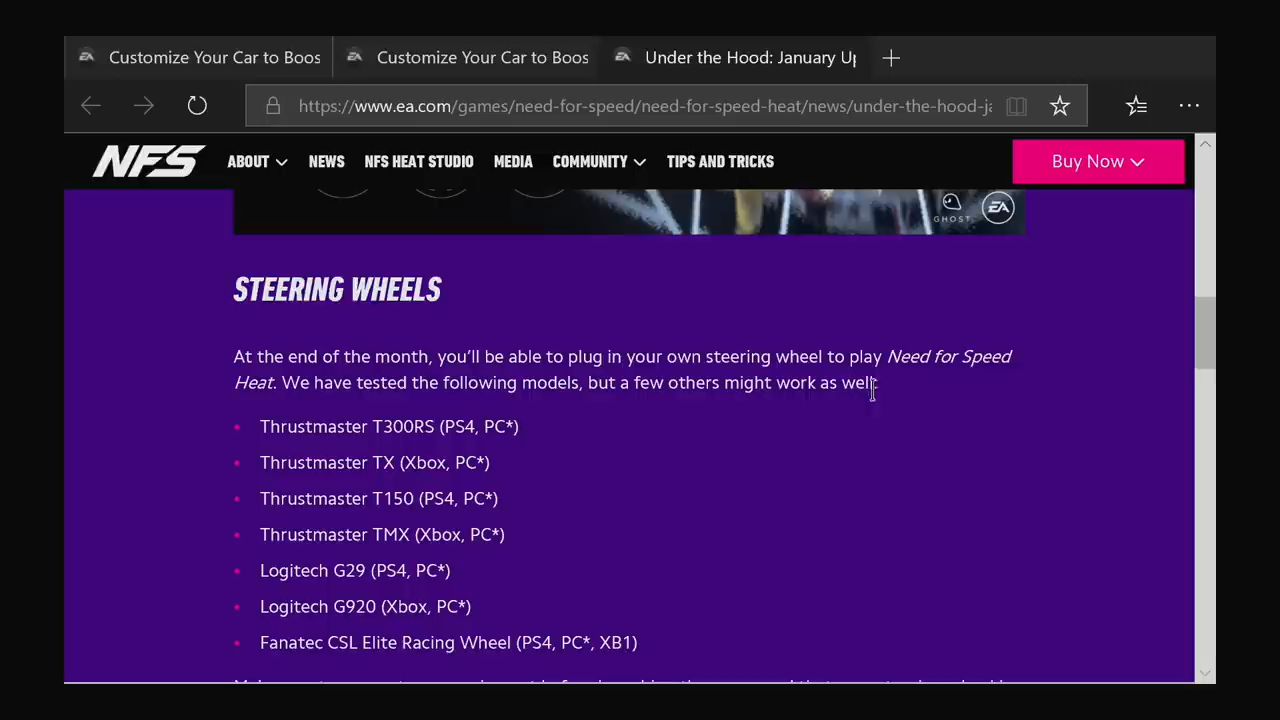 Customize Your Car to Boos
Customize Your Car to Boos
Under the Hood: January Up
https://www.ea.com/games/need-for-speed/need-for-speed-heat/news/under-the-hood-ja
NFS ABOUT NEWS NFS HEAT STUDIO MEDIA COMMUNITY TIPS AND TRICKS Buy Now
GHOST EA
STEERING WHEELS
At the end of the month, you'll be able to plug in your own steering wheel to play Need for Speed
Heat. We have tested the following models, but a few others might work as well:
• Thrustmaster T300RS (PS4, PC*)
• Thrustmaster TX (Xbox, PC*)
• Thrustmaster T150 (PS4, PC*)
• Thrustmaster TMX (Xbox, PC*)
• Logitech G29 (PS4, PC*)
• Logitech G920 (Xbox, PC*)
• Fanatec CSL Elite Racing Wheel (PS4, PC*, XB1)